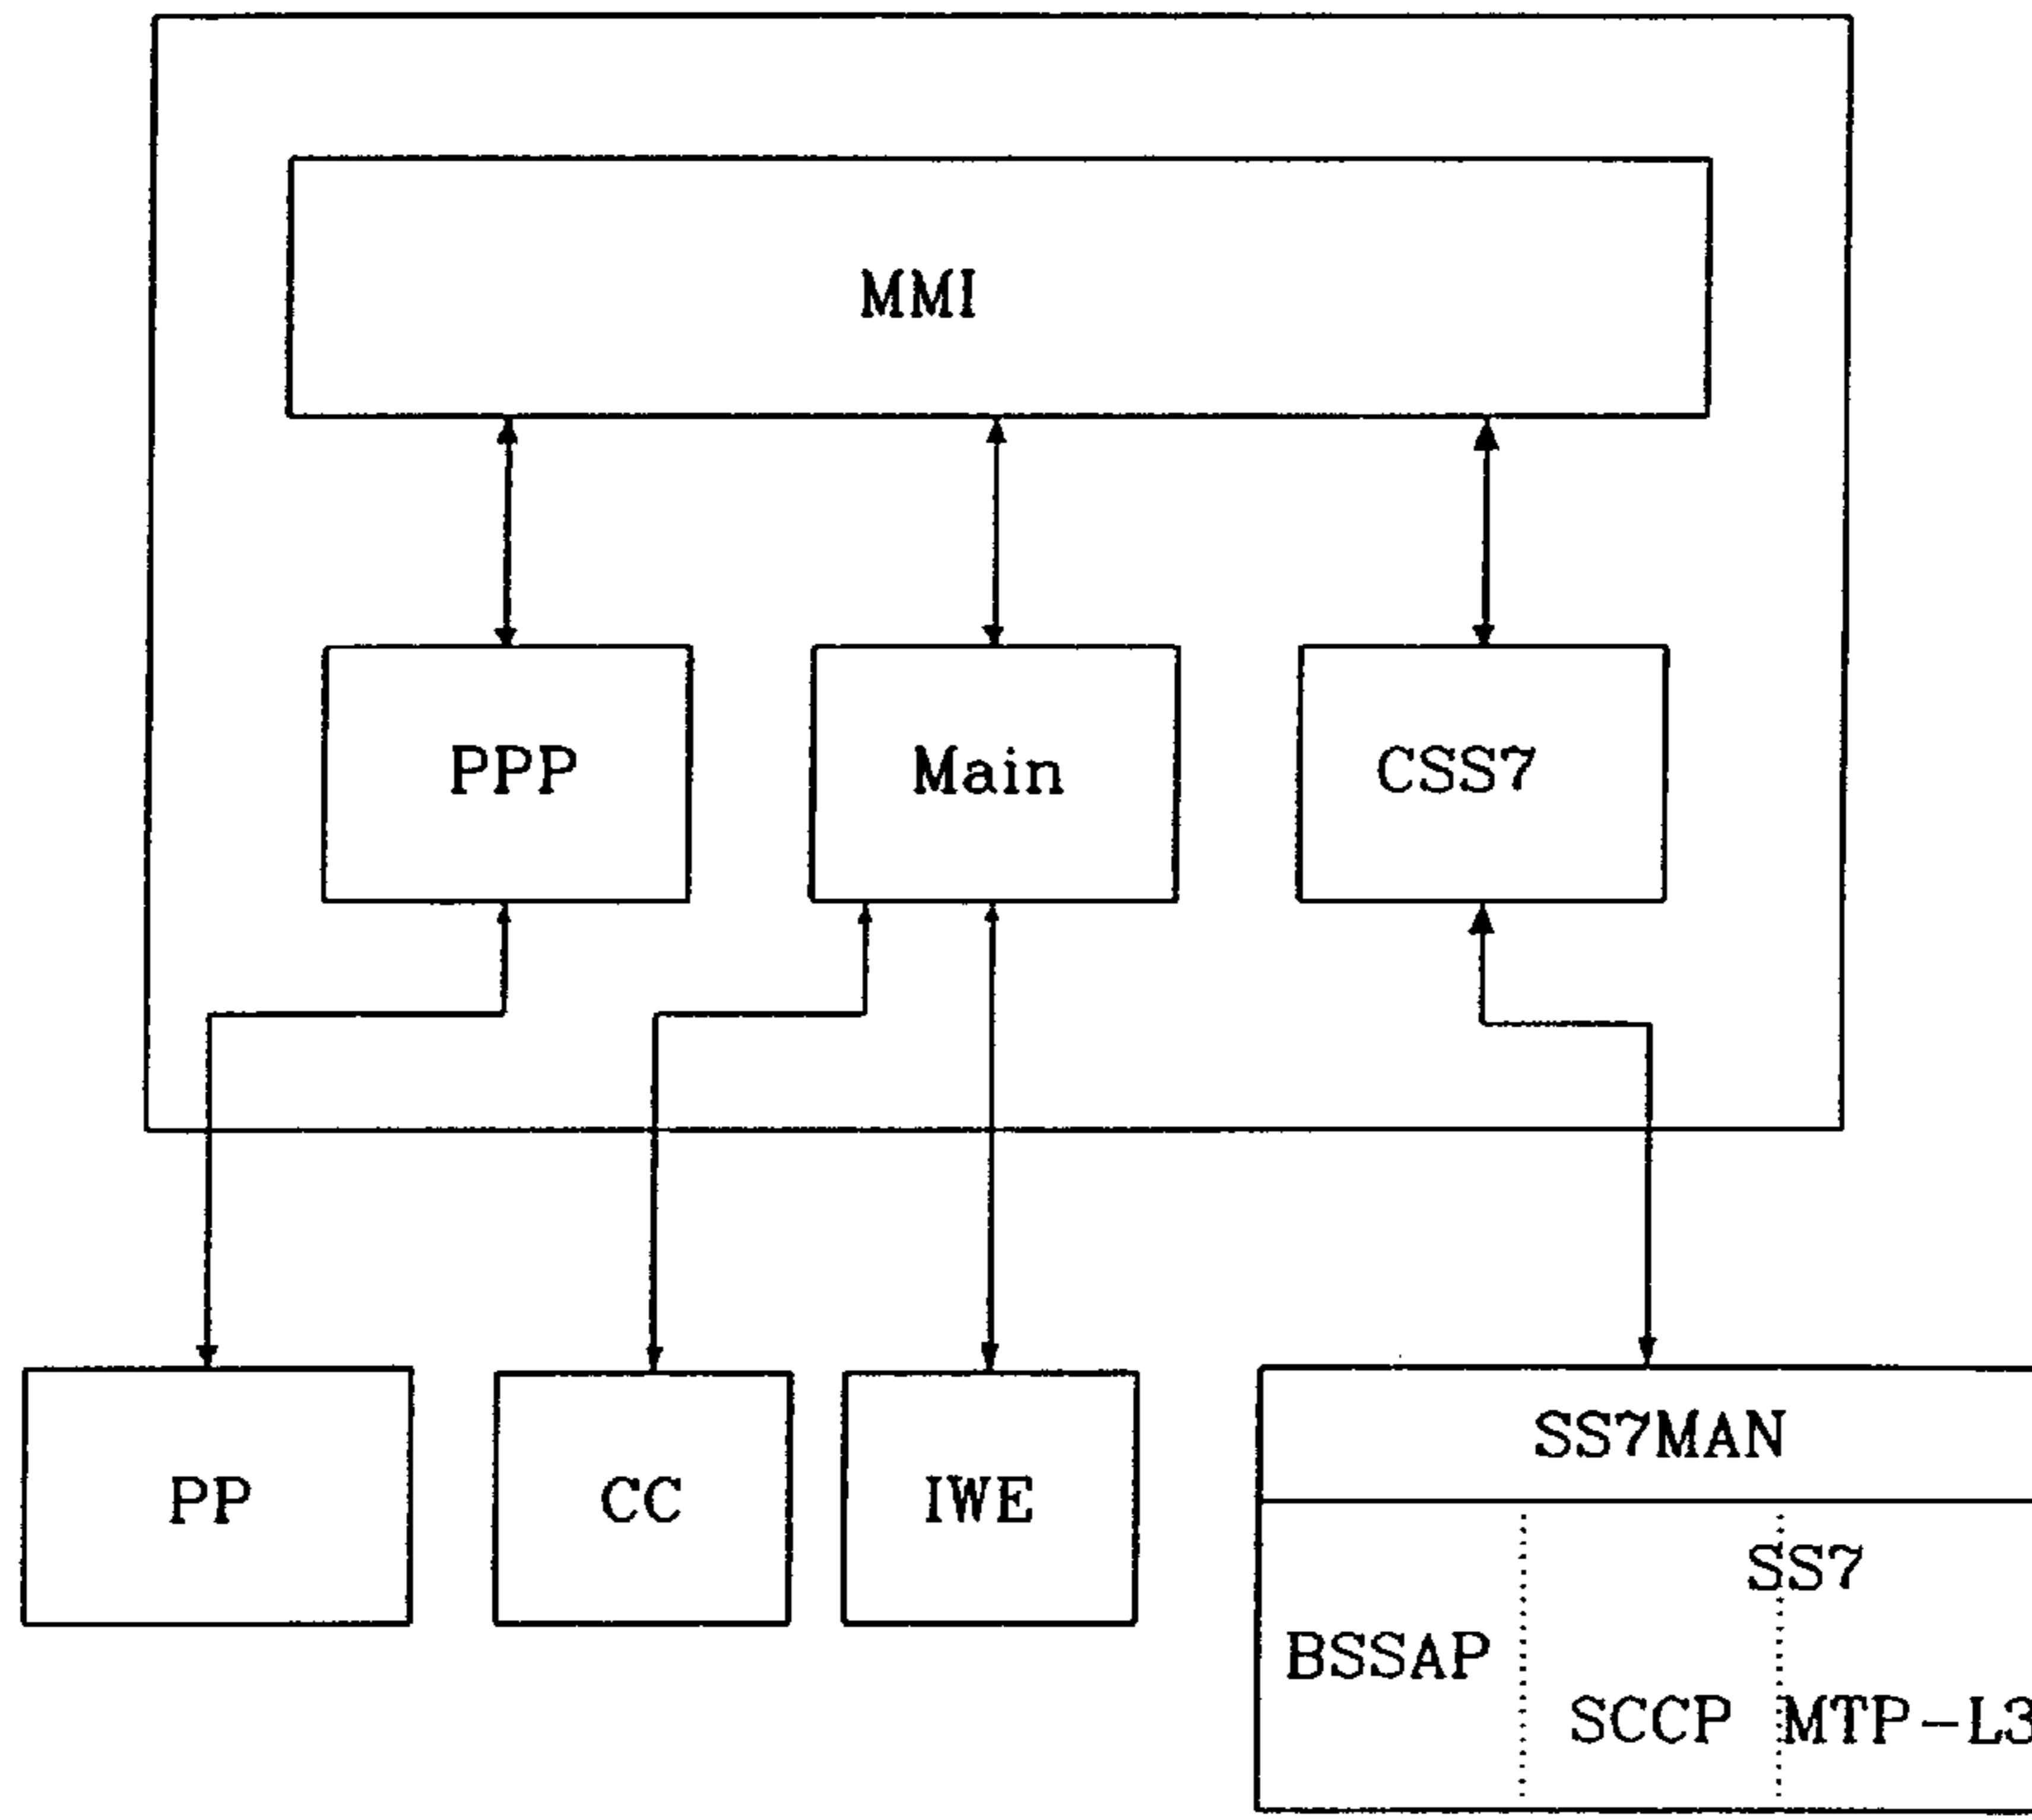 MMI
PPP
Main
CSS7
PP
CC
IWE
SS7MAN
SS7
BSSAP
SCCP
MTP-L3